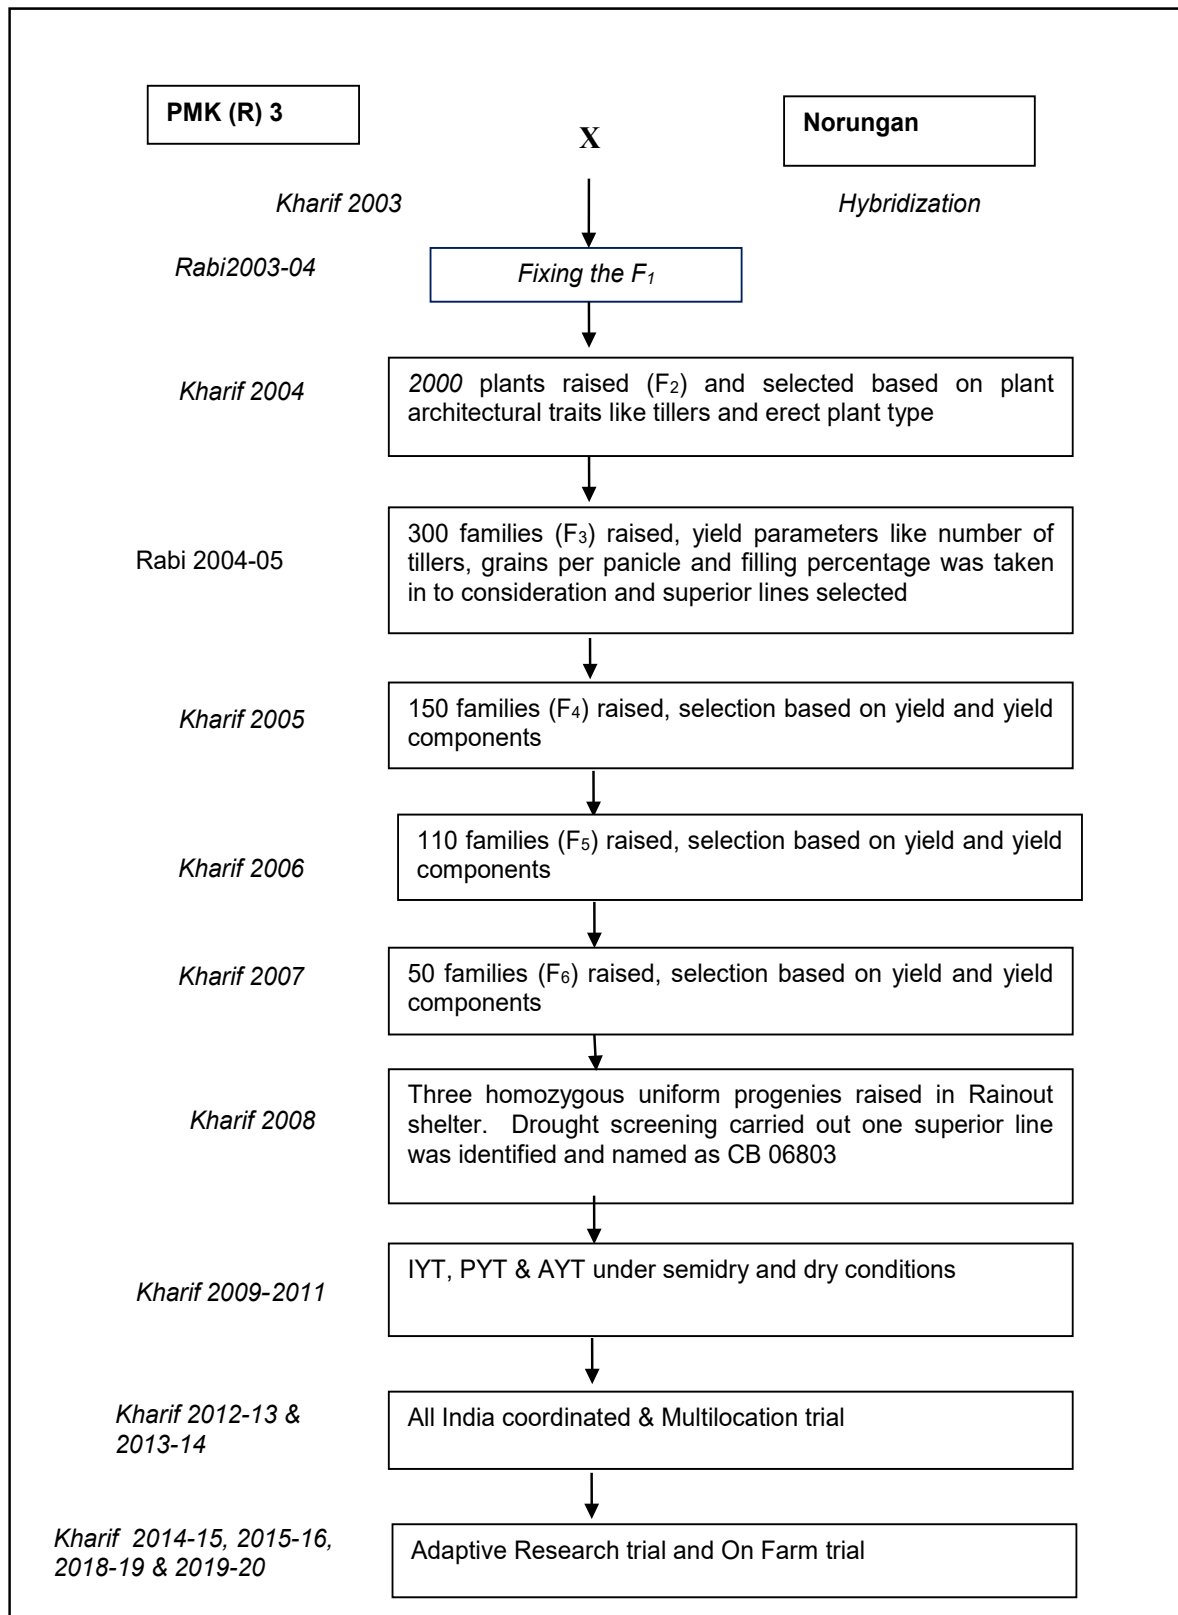 PMK (R) 3
X
Norungan
Kharif 2003
Hybridization
Rabi2003-04
Fixing the F1
Kharif 2004
2000 plants raised (F2) and selected based on plant
architectural traits like tillers and erect plant type
Rabi 2004-05
300 families (F3) raised, yield parameters like number of
tillers, grains per panicle and filling percentage was taken
in to consideration and superior lines selected
Kharif 2005
150 families (F4) raised, selection based on yield and yield
components
Kharif 2006
110 families (F5) raised, selection based on yield and yield
components
Kharif 2007
50 families (F6) raised, selection based on yield and yield
components
Kharif 2008
Three homozygous uniform progenies raised in Rainout
shelter. Drought screening carried out one superior line
was identified and named as CB 06803
Kharif 2009-2011
IYT, PYT & AYT under semidry and dry conditions
Kharif 2012-13 &
2013-14
All India coordinated & Multilocation trial
Kharif 2014-15, 2015-16,
2018-19 & 2019-20
Adaptive Research trial and On Farm trial